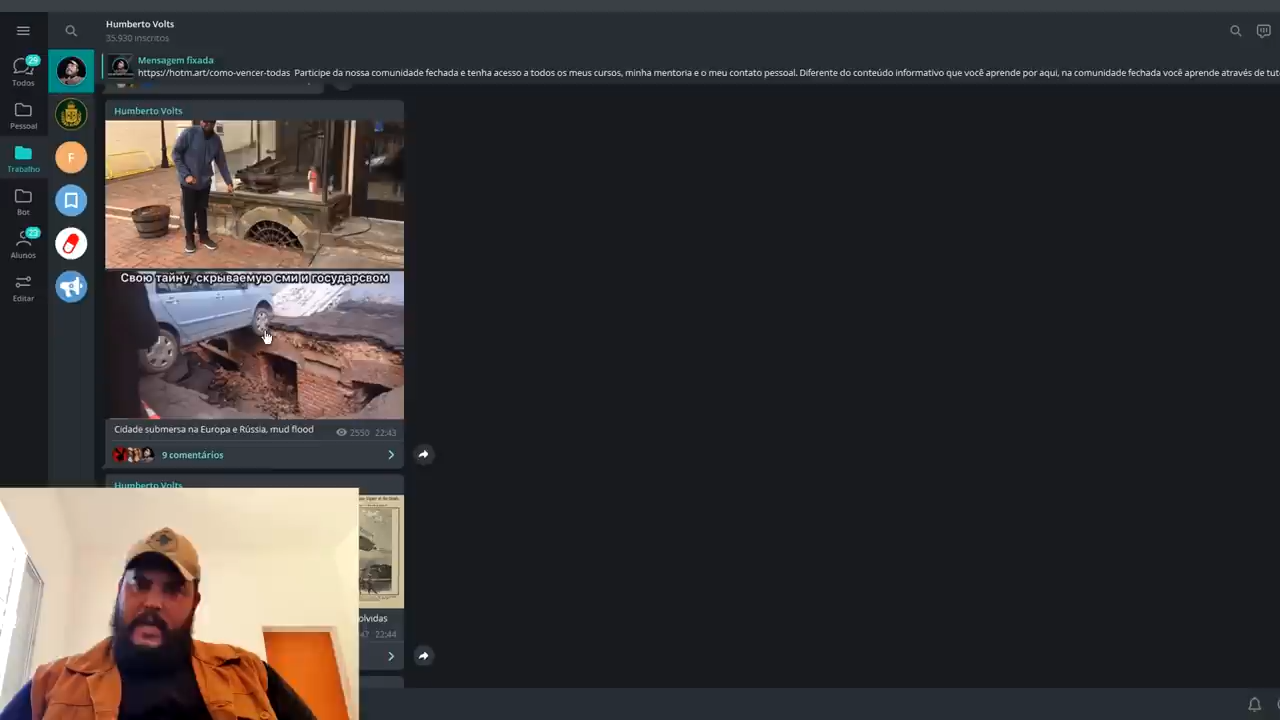 Humberto Volts
35.930 inscritos
Mensagem fixada
https://hotm.art/como-vencer-todas Participe da nossa comunidade fechada e tenha acesso a todos os meus cursos, minha mentoria e o meu contato pessoal. Diferente do conteúdo informativo que você aprende por aqui, na comunidade fechada você aprende através de tut
29
Todos
Pessoal
Trabalho
Bot
23
Alunos
Editar
F
Humberto Volts
Свою тайну, скрываемую сми и государсвом
Cidade submersa na Europa e Rússia, mud flood
2550 22:43
9 comentários
Humberto Volts
olvidas
22:44